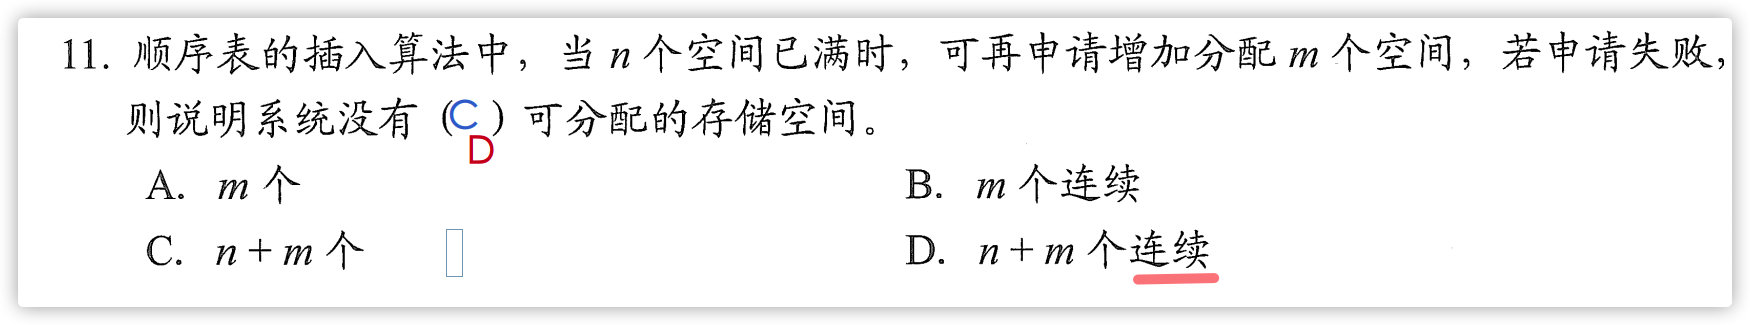 11. 顺序表的插入算法中，当 n 个空间已满时，可再申请增加分配 m 个空间，若申请失败，
则说明系统没有（C）可分配的存储空间。
D
A. m 个 B. m 个连续
C. n + m 个 D. n + m 个连续